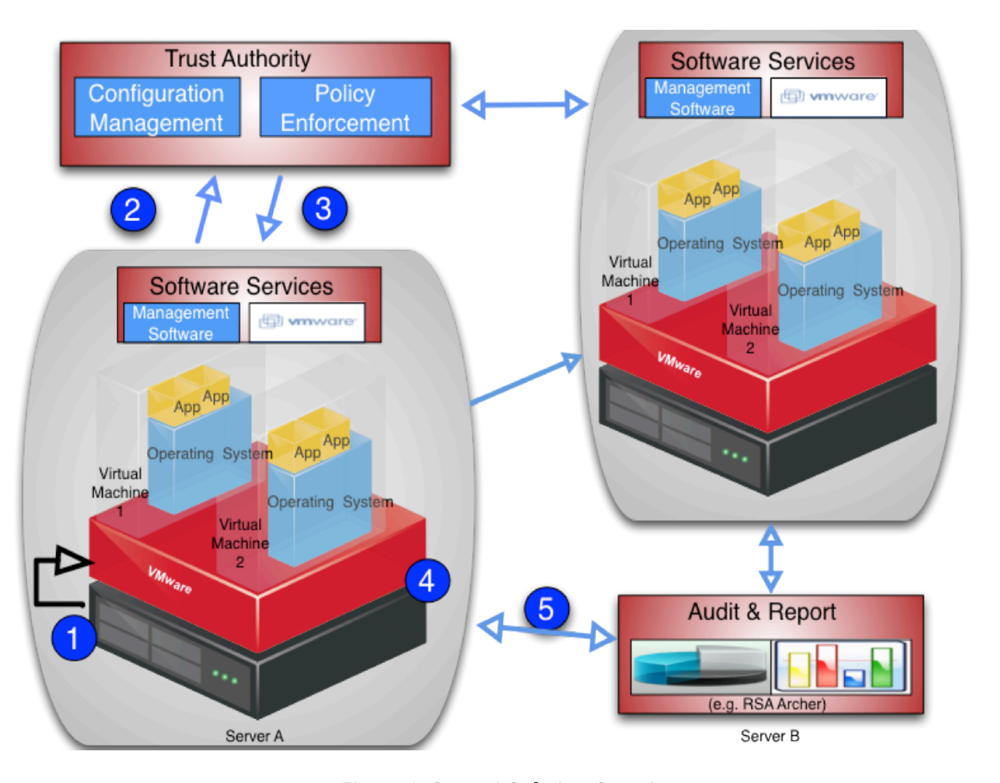 Trust Authority
Configuration
Management
Policy
Enforcement
2
3
Software Services
Management
Software
vmware
App
App
Operating System
Virtual
Machine
1
App
App
Operating System
Virtual
Machine
2
VMware
4
1
Server A
Software Services
Management
Software
vmware
App
App
Operating System
Virtual
Machine
1
App
App
Operating System
Virtual
Machine
2
VMware
5
Audit & Report
(e.g. RSA Archer)
Server B